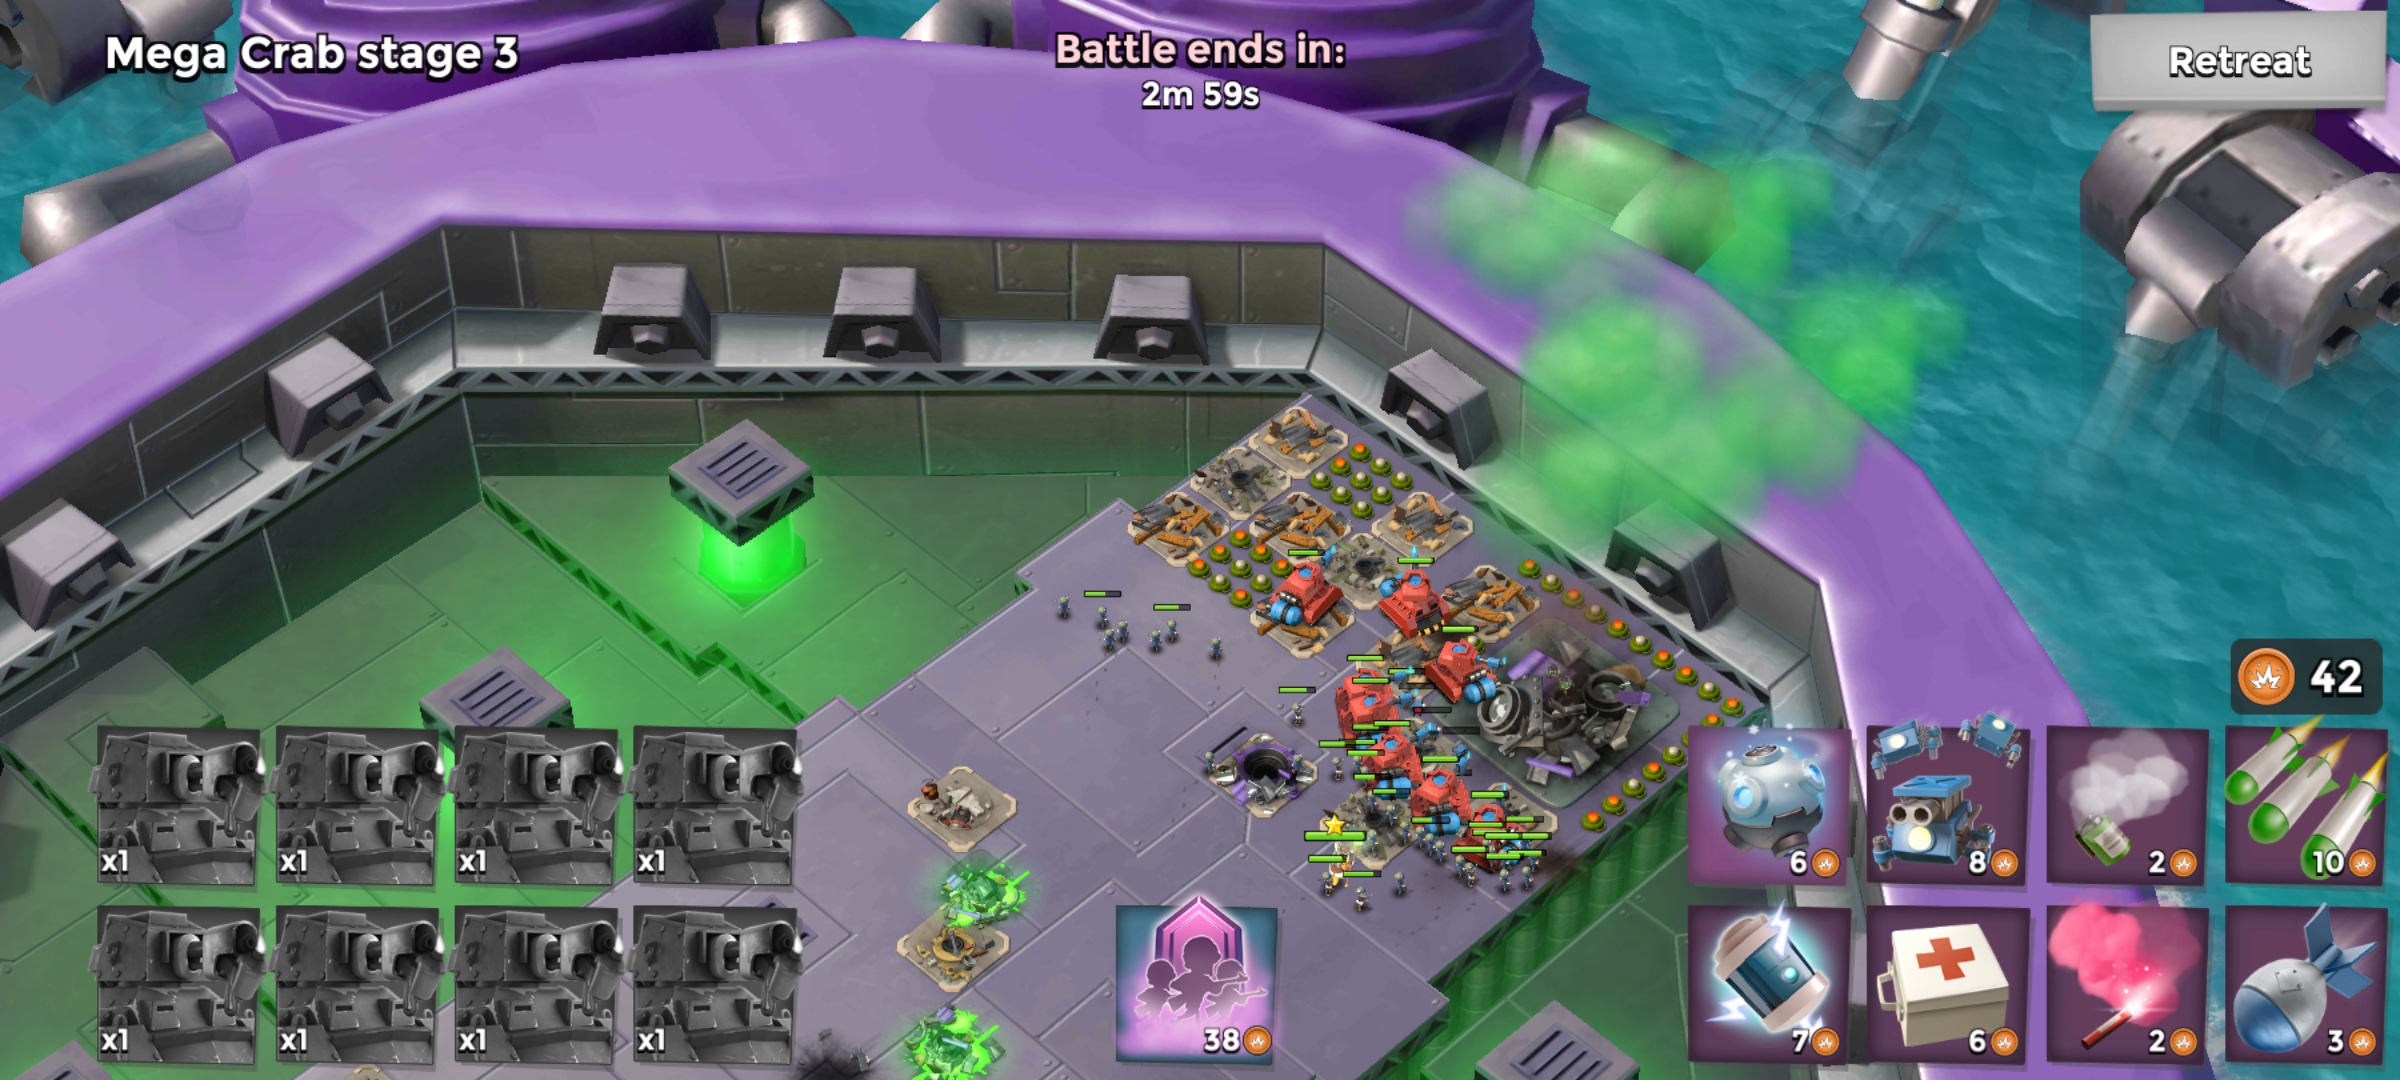 Mega Crab stage 3
Battle ends in:
2m 59s
Retreat
42
6
8
2
10
x1
x1
x1
x1
x1
x1
x1
x1
38
7
6
2
3